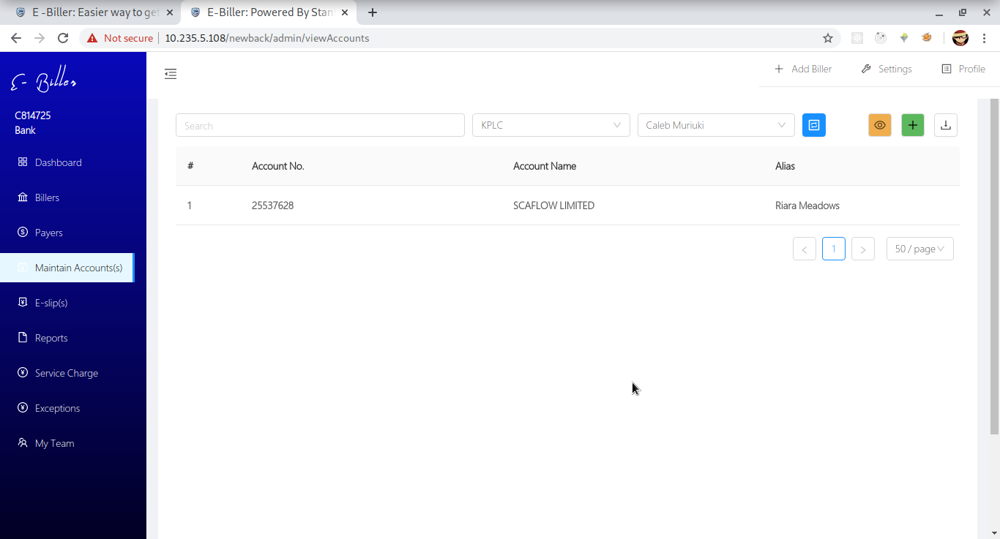 E -Biller: Easier way to get
E-Biller: Powered By Stan
Not secure
10.235.5.108/newback/admin/viewAccounts
E- Biller
C814725
Bank
Dashboard
Billers
Payers
Maintain Accounts(s)
E-slip(s)
Reports
Service Charge
Exceptions
My Team
Add Biller
Settings
Profile
Search
KPLC
Caleb Muriuki
# Account No. Account Name Alias
1 25537628 SCAFLOW LIMITED Riara Meadows
< 1 > 50 / page